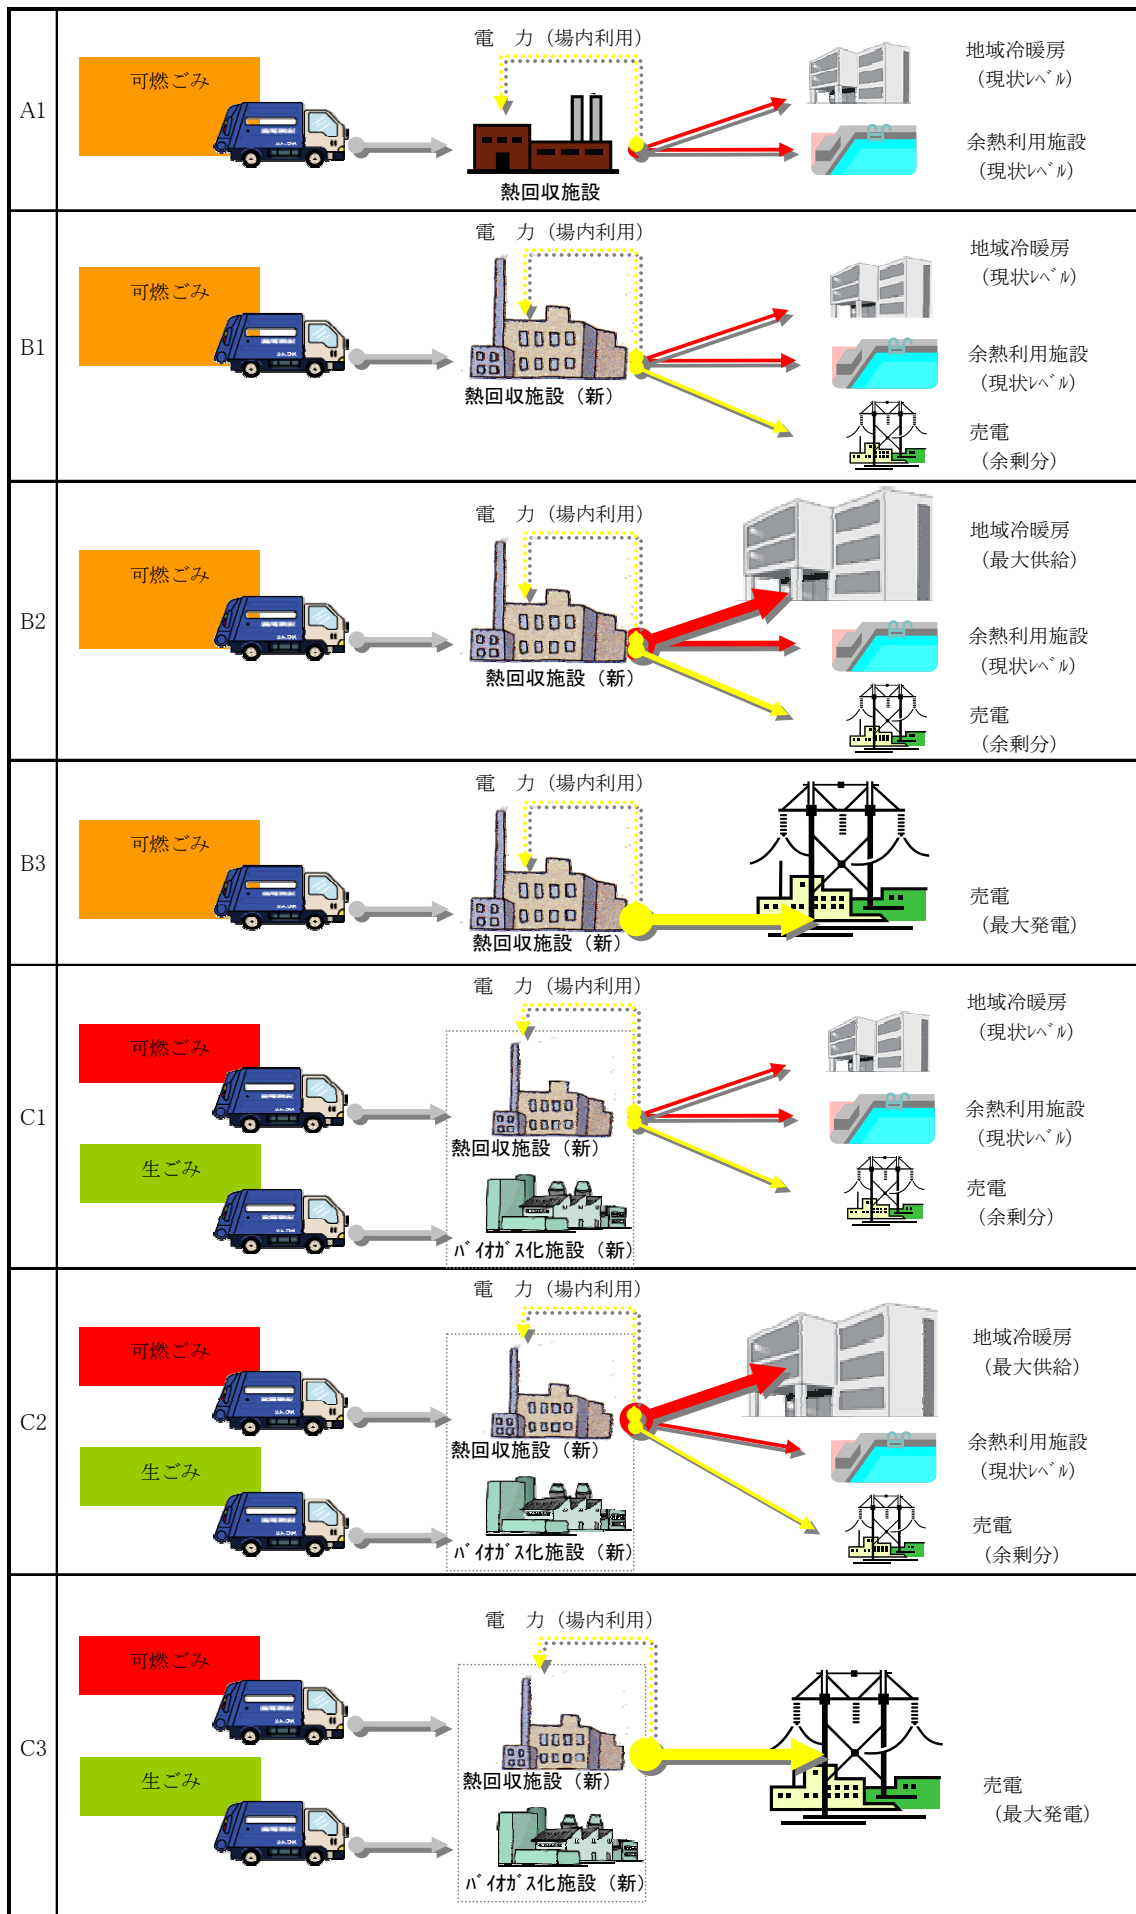 A1
可燃ごみ
電　力（場内利用）
熱回収施設
地域冷暖房
（現状ﾚﾍﾞﾙ）
余熱利用施設
（現状ﾚﾍﾞﾙ）
B1
可燃ごみ
電　力（場内利用）
熱回収施設（新）
地域冷暖房
（現状ﾚﾍﾞﾙ）
余熱利用施設
（現状ﾚﾍﾞﾙ）
売電
（余剰分）
B2
可燃ごみ
電　力（場内利用）
熱回収施設（新）
地域冷暖房
（最大供給）
余熱利用施設
（現状ﾚﾍﾞﾙ）
売電
（余剰分）
B3
可燃ごみ
電　力（場内利用）
熱回収施設（新）
売電
（最大発電）
C1
可燃ごみ
生ごみ
電　力（場内利用）
熱回収施設（新）
ﾊﾞｲｵｶﾞｽ化施設（新）
地域冷暖房
（現状ﾚﾍﾞﾙ）
余熱利用施設
（現状ﾚﾍﾞﾙ）
売電
（余剰分）
C2
可燃ごみ
生ごみ
電　力（場内利用）
熱回収施設（新）
ﾊﾞｲｵｶﾞｽ化施設（新）
地域冷暖房
（最大供給）
余熱利用施設
（現状ﾚﾍﾞﾙ）
売電
（余剰分）
C3
可燃ごみ
生ごみ
電　力（場内利用）
熱回収施設（新）
ﾊﾞｲｵｶﾞｽ化施設（新）
売電
（最大発電）